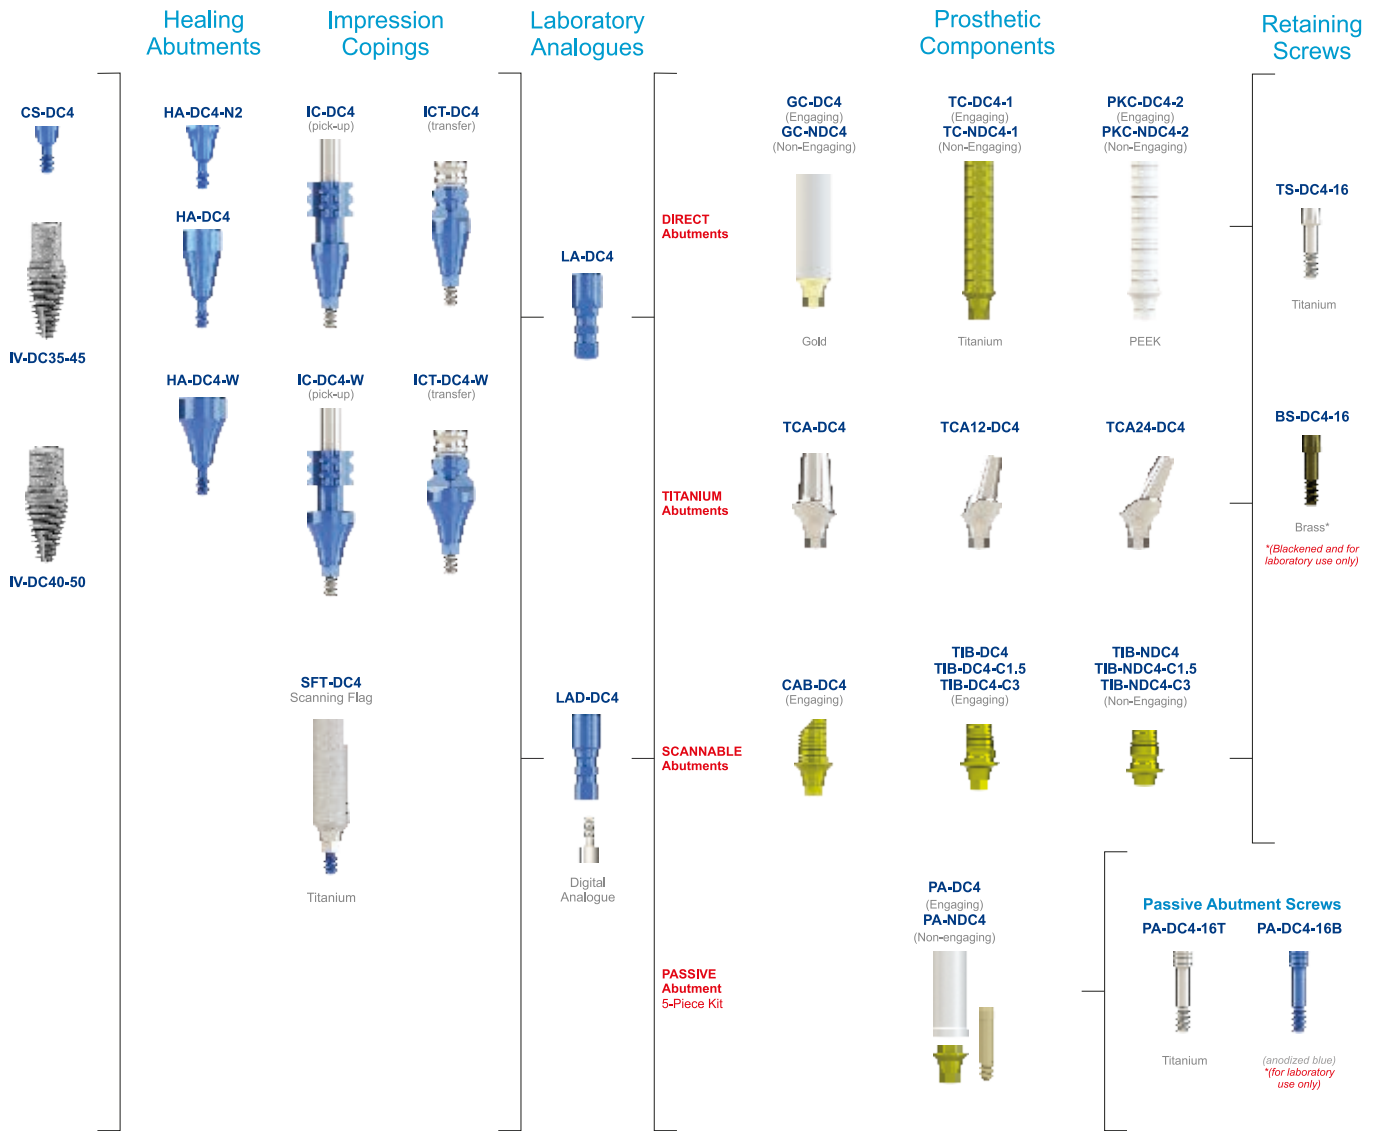 Healing
Abutments
Impression
Copings
Laboratory
Analogues
Prosthetic
Components
Retaining
Screws
CS-DC4
IV-DC35-45
IV-DC40-50
HA-DC4-N2
HA-DC4
HA-DC4-W
IC-DC4
(pick-up)
ICT-DC4
(transfer)
IC-DC4-W
(pick-up)
ICT-DC4-W
(transfer)
SFT-DC4
Scanning Flag
Titanium
LA-DC4
LAD-DC4
Digital
Analogue
DIRECT
Abutments
GC-DC4
(Engaging)
GC-NDC4
(Non-Engaging)
Gold
TC-DC4-1
(Engaging)
TC-NDC4-1
(Non-Engaging)
Titanium
PKC-DC4-2
(Engaging)
PKC-NDC4-2
(Non-Engaging)
PEEK
TITANIUM
Abutments
TCA-DC4
TCA12-DC4
TCA24-DC4
SCANNABLE
Abutments
CAB-DC4
(Engaging)
TIB-DC4
TIB-DC4-C1.5
TIB-DC4-C3
(Engaging)
TIB-NDC4
TIB-NDC4-C1.5
TIB-NDC4-C3
(Non-Engaging)
PASSIVE
Abutment
5-Piece Kit
PA-DC4
(Engaging)
PA-NDC4
(Non-engaging)
TS-DC4-16
Titanium
BS-DC4-16
Brass*
*(Blackened and for
laboratory use only)
Passive Abutment Screws
PA-DC4-16T
Titanium
PA-DC4-16B
(anodized blue)
*(for laboratory
use only)